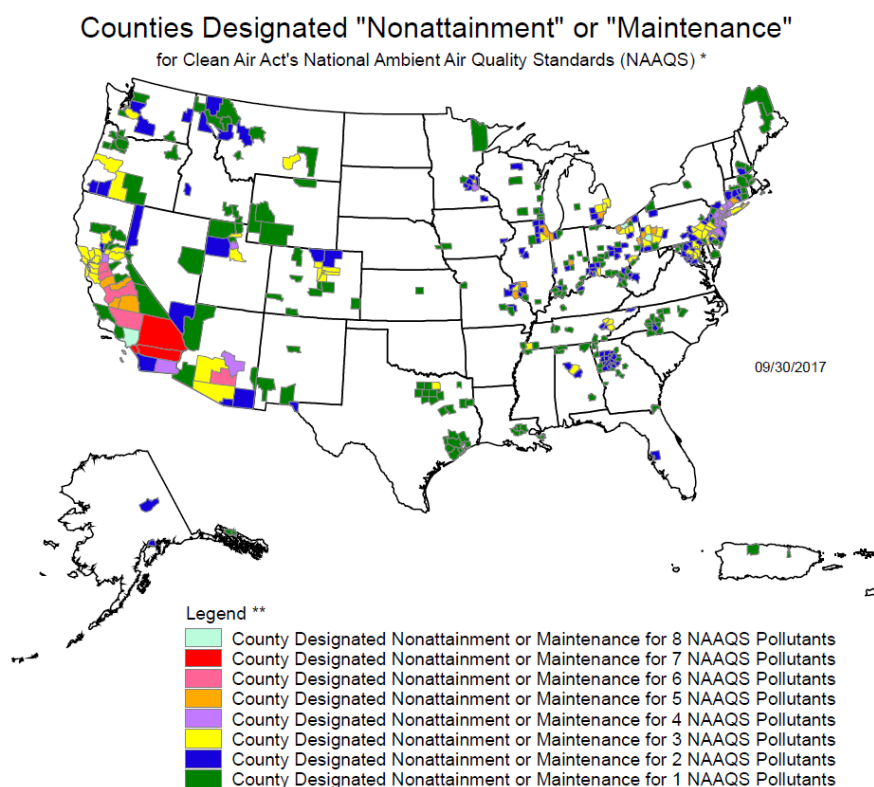 Counties Designated "Nonattainment" or "Maintenance"
for Clean Air Act's National Ambient Air Quality Standards (NAAQS) *
09/30/2017
Legend **
County Designated Nonattainment or Maintenance for 8 NAAQS Pollutants
County Designated Nonattainment or Maintenance for 7 NAAQS Pollutants
County Designated Nonattainment or Maintenance for 6 NAAQS Pollutants
County Designated Nonattainment or Maintenance for 5 NAAQS Pollutants
County Designated Nonattainment or Maintenance for 4 NAAQS Pollutants
County Designated Nonattainment or Maintenance for 3 NAAQS Pollutants
County Designated Nonattainment or Maintenance for 2 NAAQS Pollutants
County Designated Nonattainment or Maintenance for 1 NAAQS Pollutants